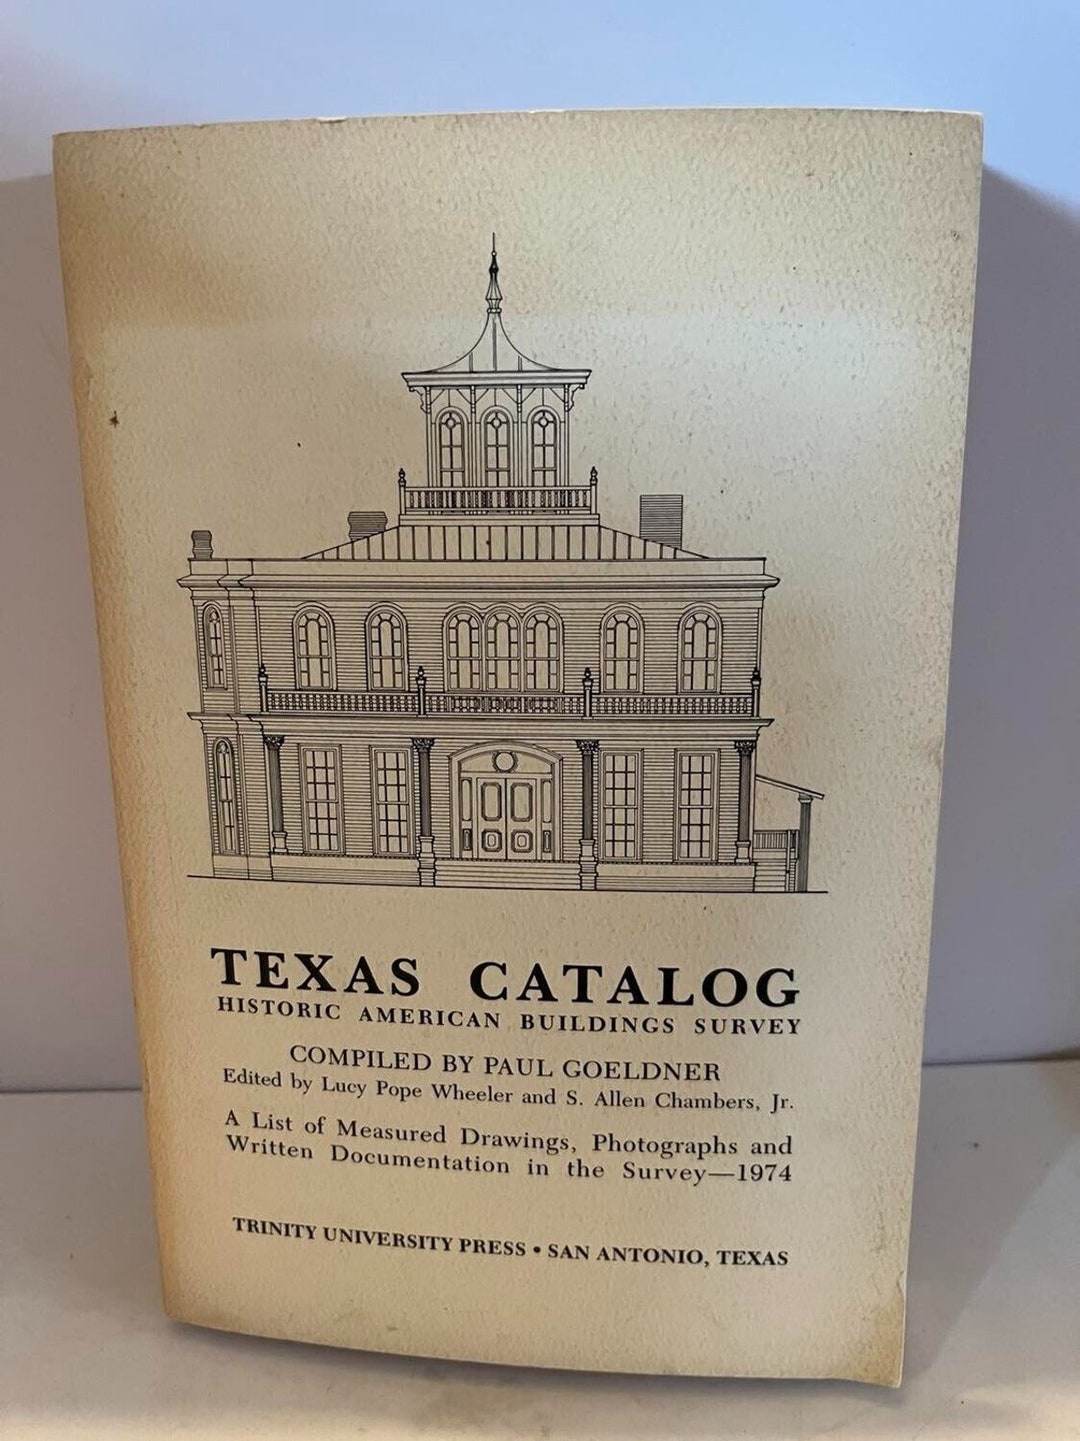 TEXAS CATALOG
HISTORIC AMERICAN BUILDINGS SURVEY
COMPILED BY PAUL GOELDNER
Edited by Lucy Pope Wheeler and S. Allen Chambers, Jr.
A List of Measured Drawings, Photographs and
Written Documentation in the Survey—1974
TRINITY UNIVERSITY PRESS • SAN ANTONIO, TEXAS